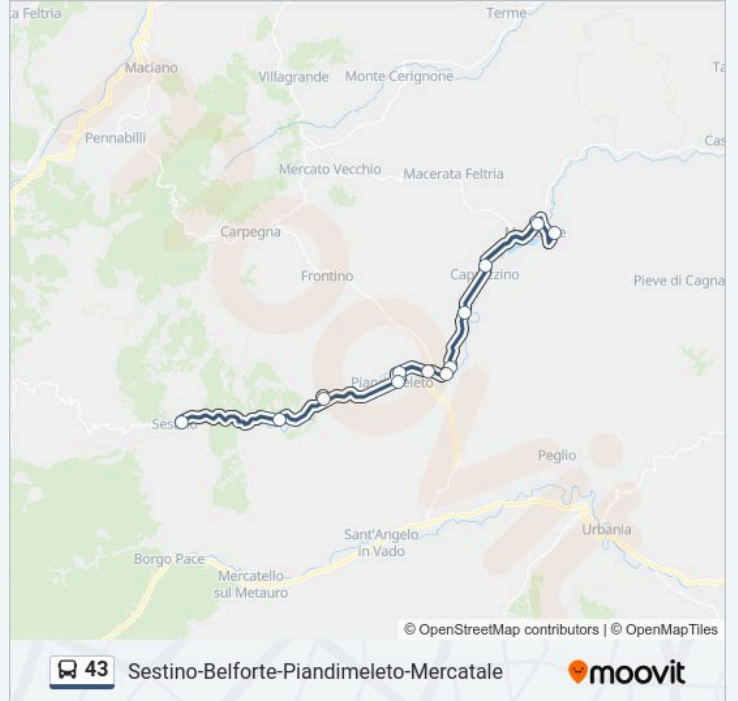 a Feltria
Terme
Maciano
Villagrande
Monte Cerignone
Ta
Pennabilli
Cas
Mercato Vecchio
Macerata Feltria
Carpegna
Frontino
Pieve di Cagna
Peglio
Urbania
Sant'Angelo
in Vado
Borgo Pace
Mercatello
sul Metauro
© OpenStreetMap contributors | © OpenMapTiles
43 Sestino-Belforte-Piandimeleto-Mercatale
moovit